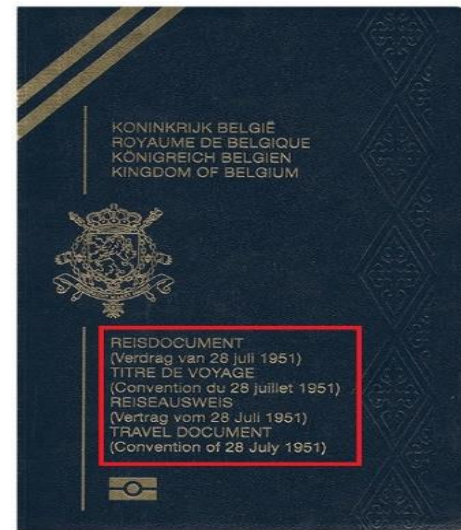 KONINKRIJK BELGIË
ROYAUME DE BELGIQUE
KÖNIGREICH BELGIEN
KINGDOM OF BELGIUM
REISDOCUMENT
(Verdrag van 28 juli 1951)
TITRE DE VOYAGE
(Convention du 28 juillet 1951)
REISEAUSWEIS
(Vertrag vom 28 Juli 1951)
TRAVEL DOCUMENT
(Convention of 28 July 1951)